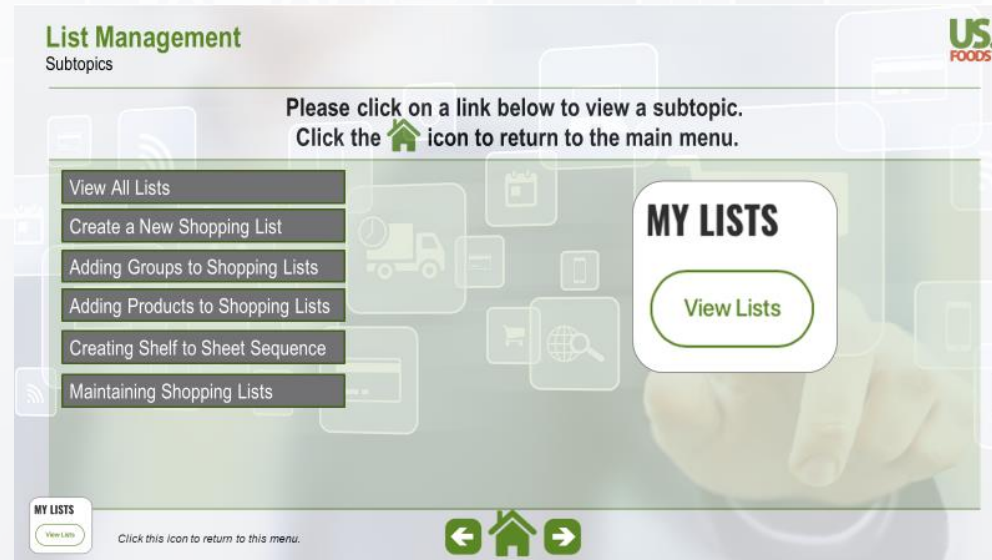 List Management
Subtopics
US.
FOODS
Please click on a link below to view a subtopic.
Click the icon to return to the main menu.
View All Lists
Create a New Shopping List
Adding Groups to Shopping Lists
Adding Products to Shopping Lists
Creating Shelf to Sheet Sequence
Maintaining Shopping Lists
MY LISTS
View Lists
MY LISTS
View Lists
Click this icon to return to this menu.